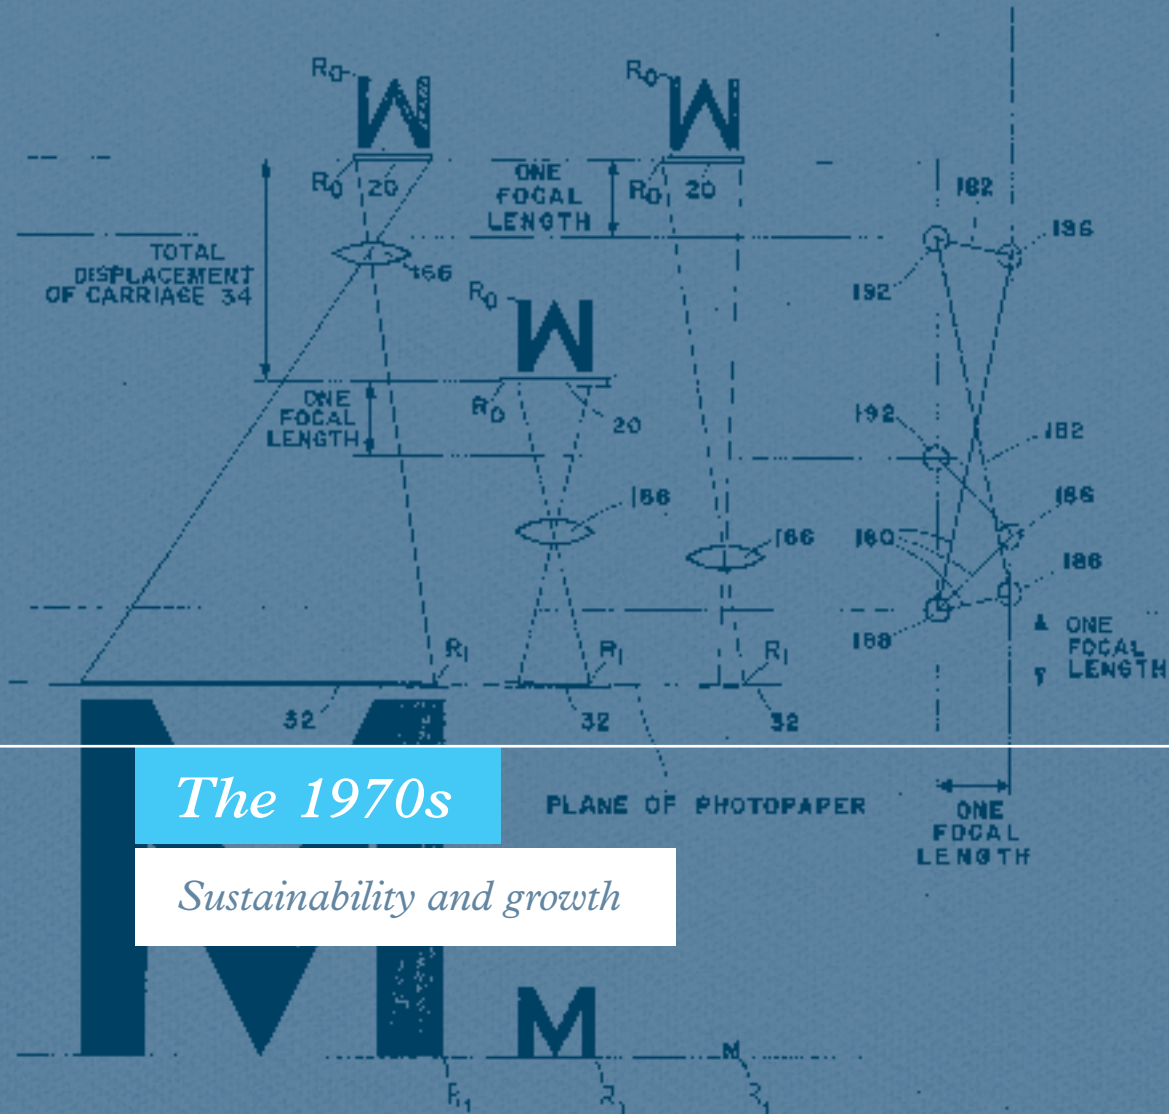 R0
M
R0
M
R0
20
ONE
FOCAL
LENGTH
R0
20
182
196
TOTAL
DISPLACEMENT
OF CARRIAGE 34
166
192
R0
M
ONE
FOCAL
LENGTH
R0
20
192
182
166
186
166
180
186
188
ONE
FOCAL
LENGTH
R1
R1
R1
32
32
32
M
The 1970s
PLANE OF PHOTOPAPER
ONE
FOCAL
LENGTH
Sustainability and growth
M
M
R1